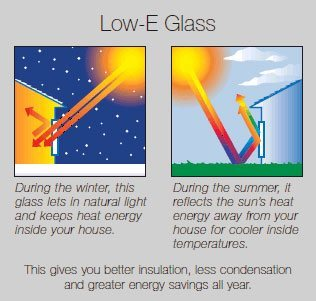 Low-E Glass
During the winter, this
glass lets in natural light
and keeps heat energy
inside your house.
During the summer, it
reflects the sun's heat
energy away from your
house for cooler inside
temperatures.
This gives you better insulation, less condensation
and greater energy savings all year.